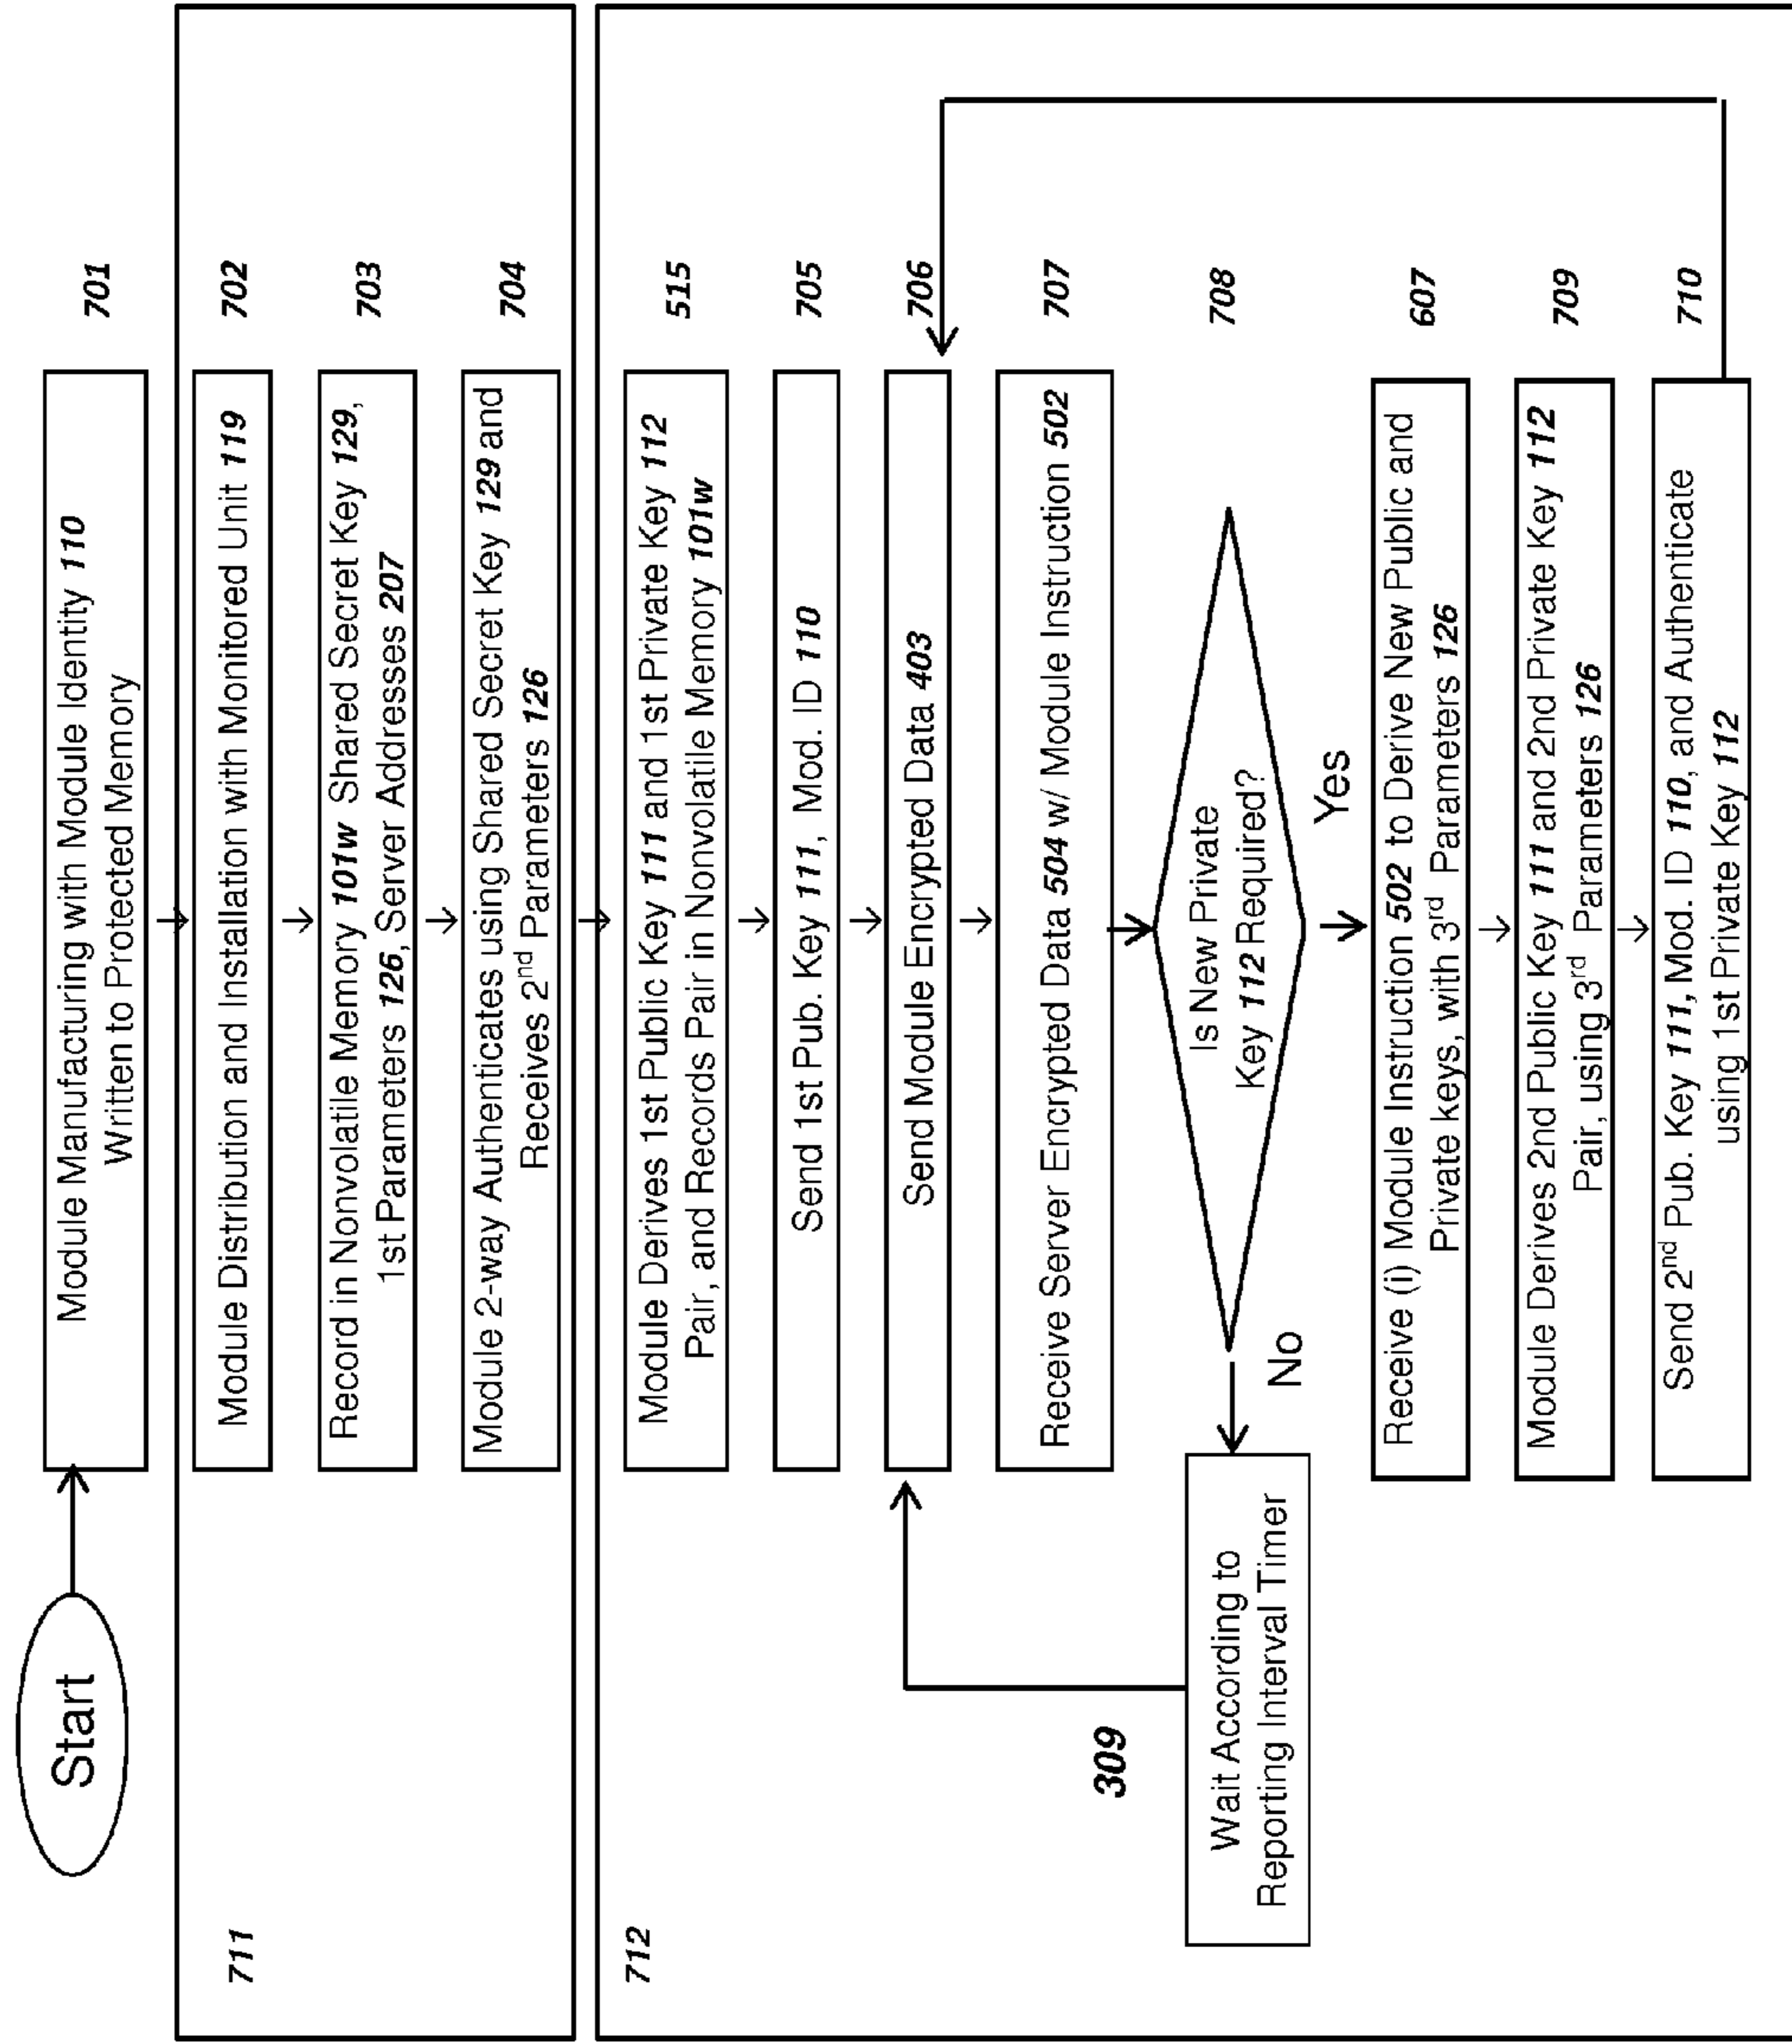 Start
Module Manufacturing with Module Identity 110
Written to Protected Memory
701
711
Module Distribution and Installation with Monitored Unit 119
702
Record in Nonvolatile Memory 101w Shared Secret Key 129,
1st Parameters 126, Server Addresses 207
703
Module 2-way Authenticates using Shared Secret Key 129 and
Receives 2nd Parameters 126
704
712
Module Derives 1st Public Key 111 and 1st Private Key 112
Pair, and Records Pair in Nonvolatile Memory 101w
515
Send 1st Pub. Key 111, Mod. ID 110
705
Send Module Encrypted Data 403
706
Receive Server Encrypted Data 504 w/ Module Instruction 502
707
Is New Private
Key 112 Required?
708
No
Yes
309
Wait According to
Reporting Interval Timer
Receive (i) Module Instruction 502 to Derive New Public and
Private keys, with 3rd Parameters 126
607
Module Derives 2nd Public Key 111 and 2nd Private Key 112
Pair, using 3rd Parameters 126
709
Send 2nd Pub. Key 111, Mod. ID 110, and Authenticate
using 1st Private Key 112
710